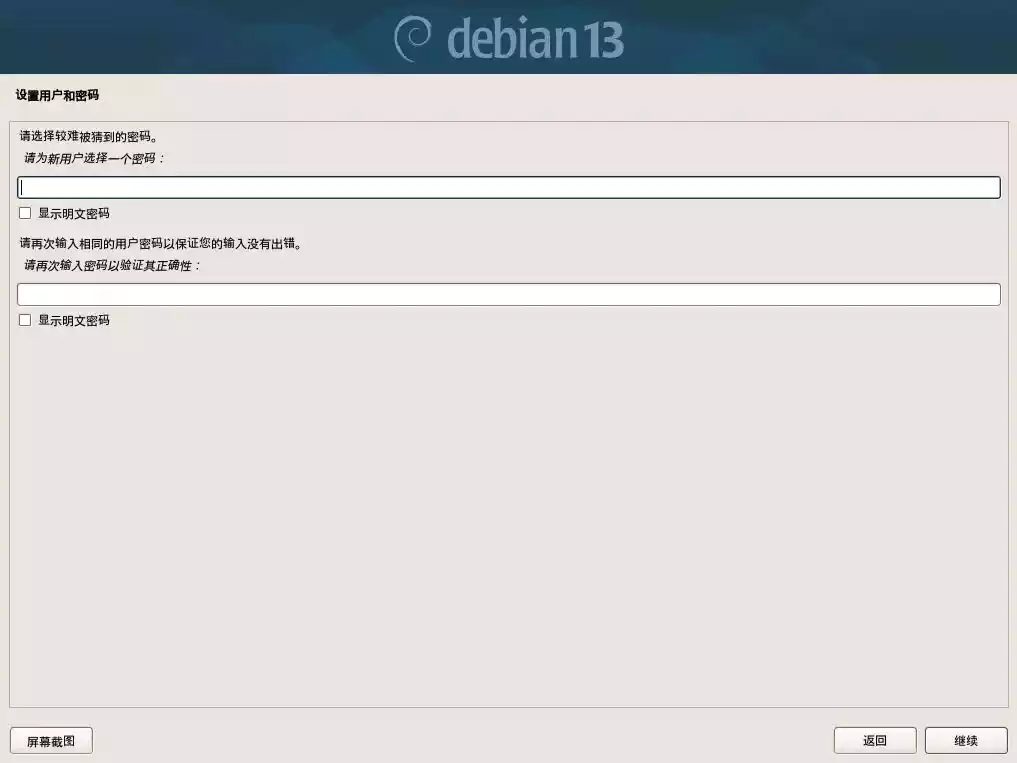 debian 13
设置用户和密码
请选择较难被猜到的密码。
请为新用户选择一个密码：
显示明文密码
请再次输入相同的用户密码以保证您的输入没有出错。
请再次输入密码以验证其正确性：
显示明文密码
屏幕截图
返回
继续